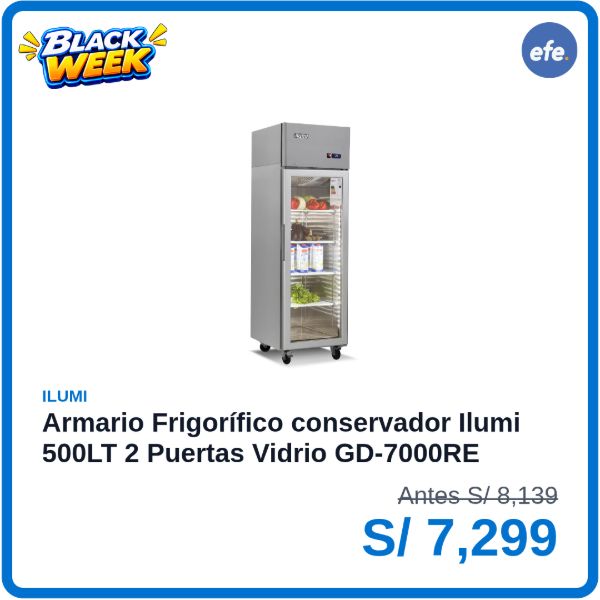 BLACK
WEEK
efe.
ILUMI
Armario Frigorífico conservador Ilumi
500LT 2 Puertas Vidrio GD-7000RE
Antes S/ 8,139
S/ 7,299